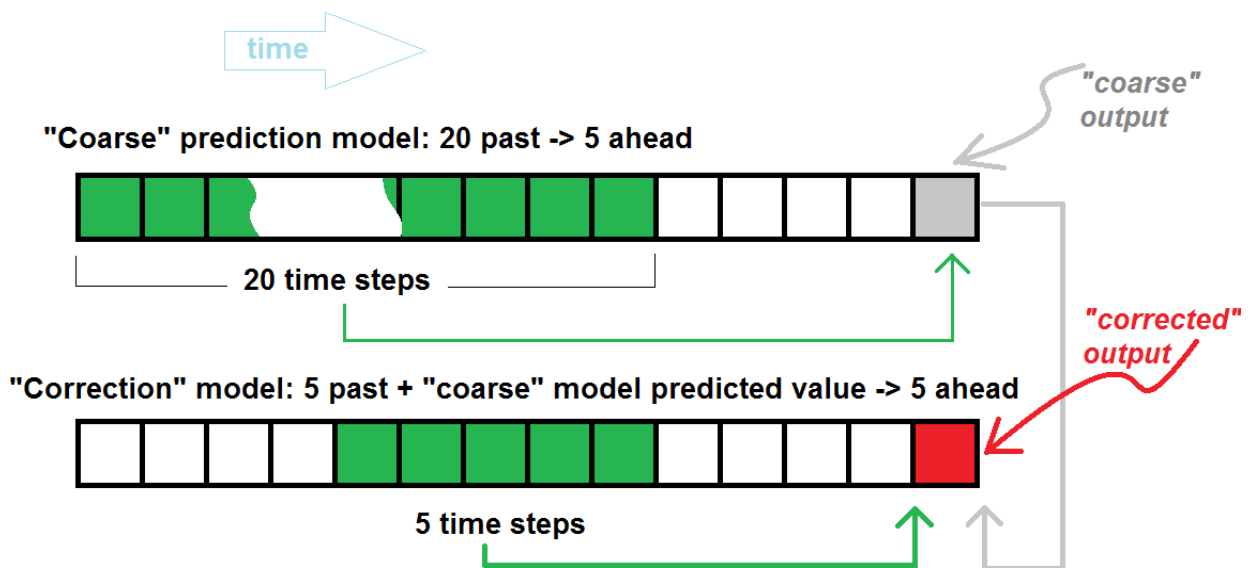 time
"coarse"
output
"Coarse" prediction model: 20 past -> 5 ahead
20 time steps
"corrected"
output
"Correction" model: 5 past + "coarse" model predicted value -> 5 ahead
5 time steps